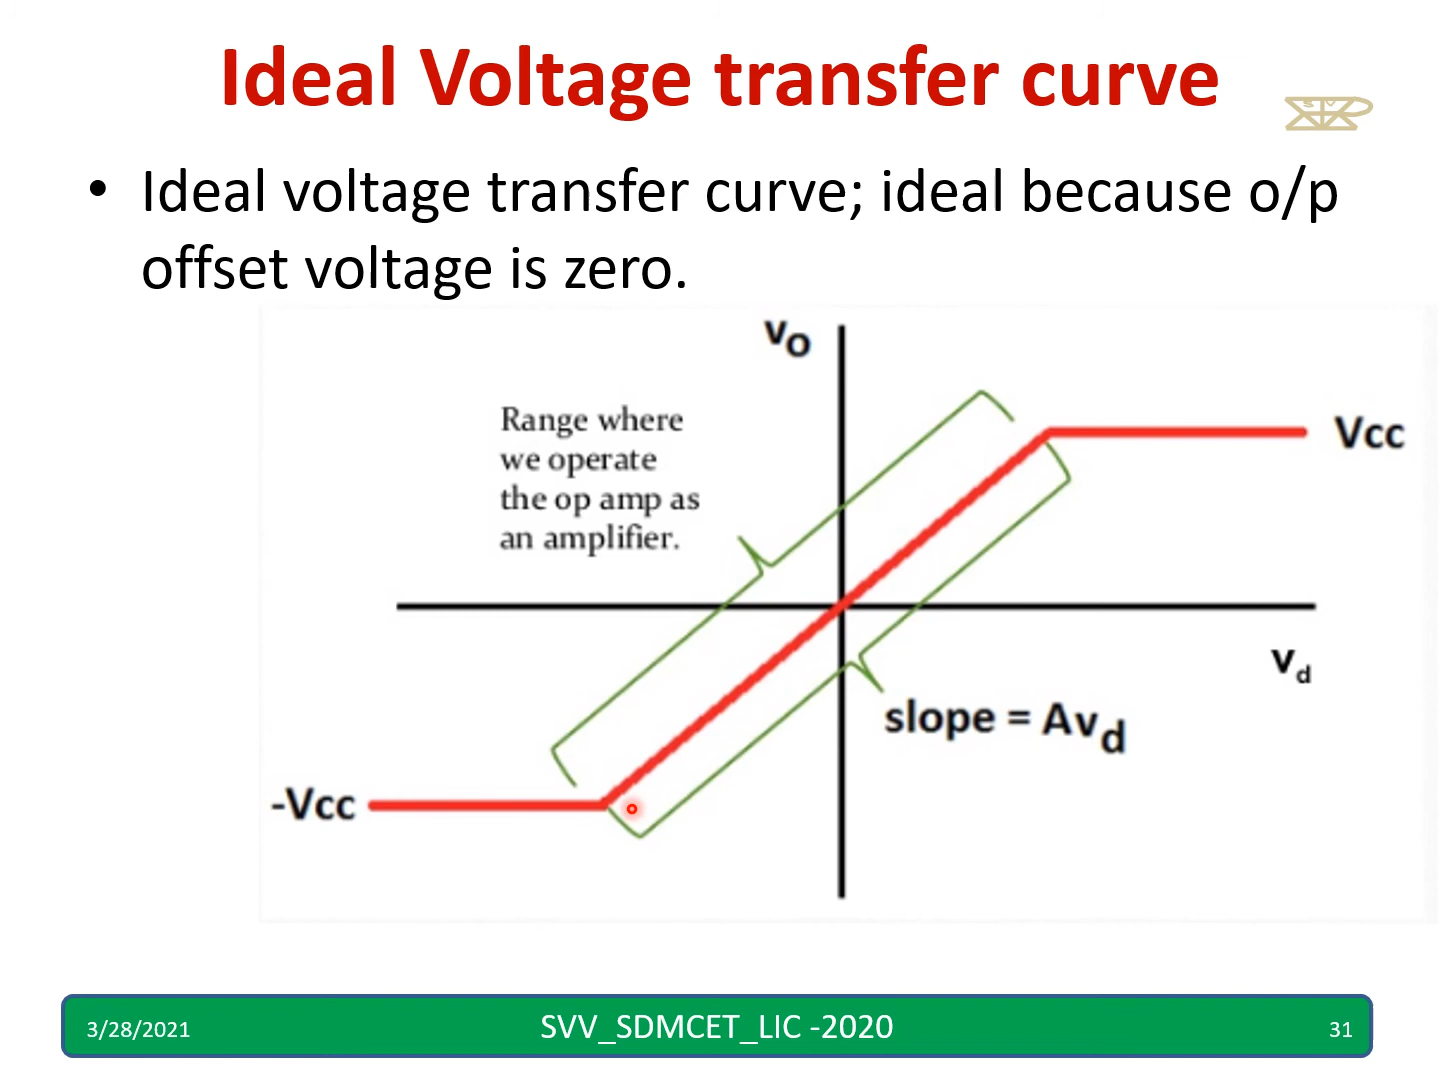 Ideal Voltage transfer curve
• Ideal voltage transfer curve; ideal because o/p
offset voltage is zero.
vo
Range where
we operate
the op amp as
an amplifier.
Vcc
vd
slope = Avd
-Vcc
3/28/2021
SVV_SDMCET_LIC -2020
31